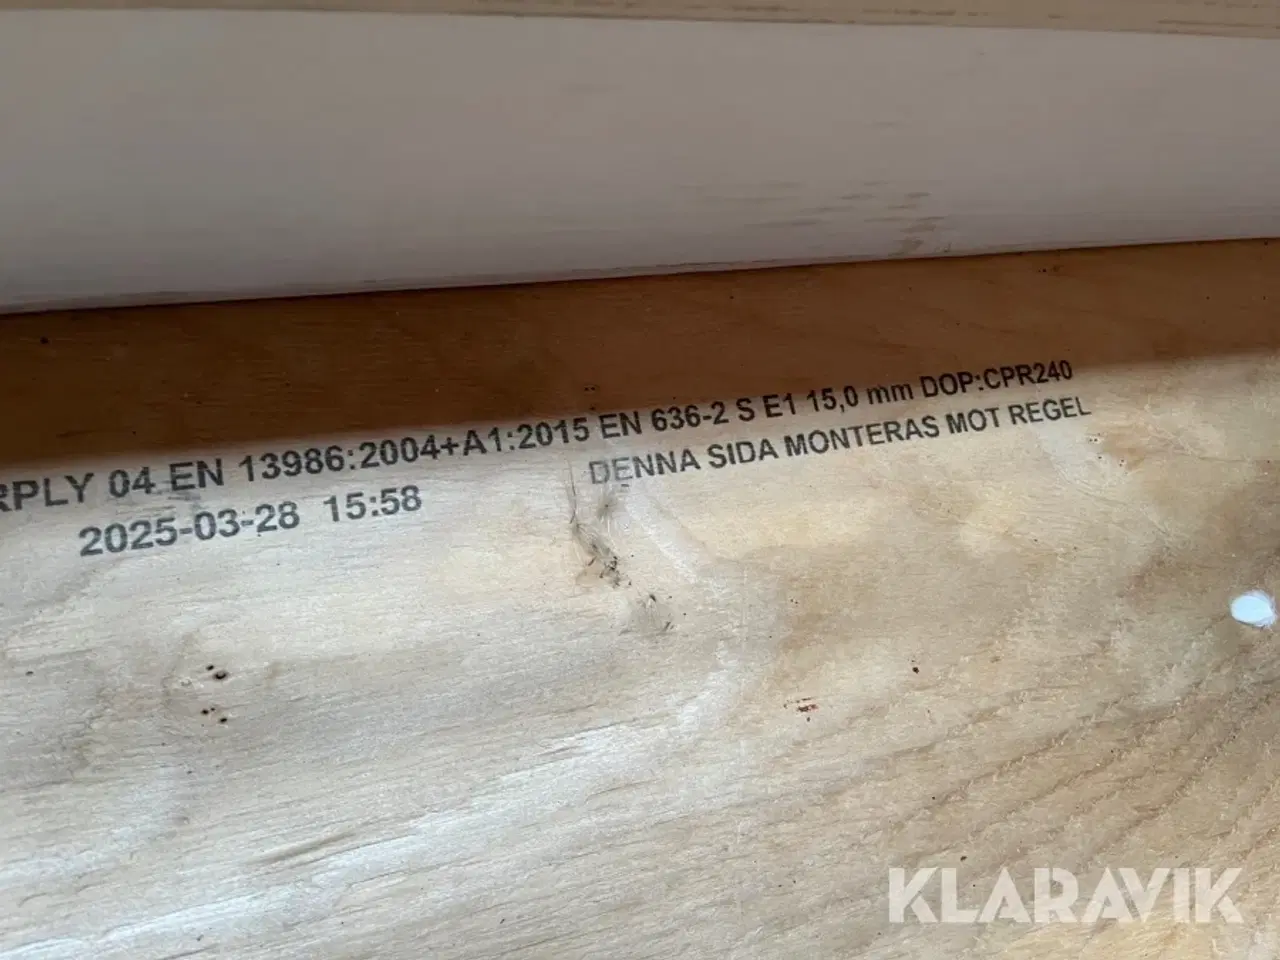 RPLY 04 EN 13986:2004+A1:2015 EN 636-2 S E1 15,0 mm DOP:CPR240
2025-03-28 15:58
DENNA SIDA MONTERAS MOT REGEL
KLARAVIK